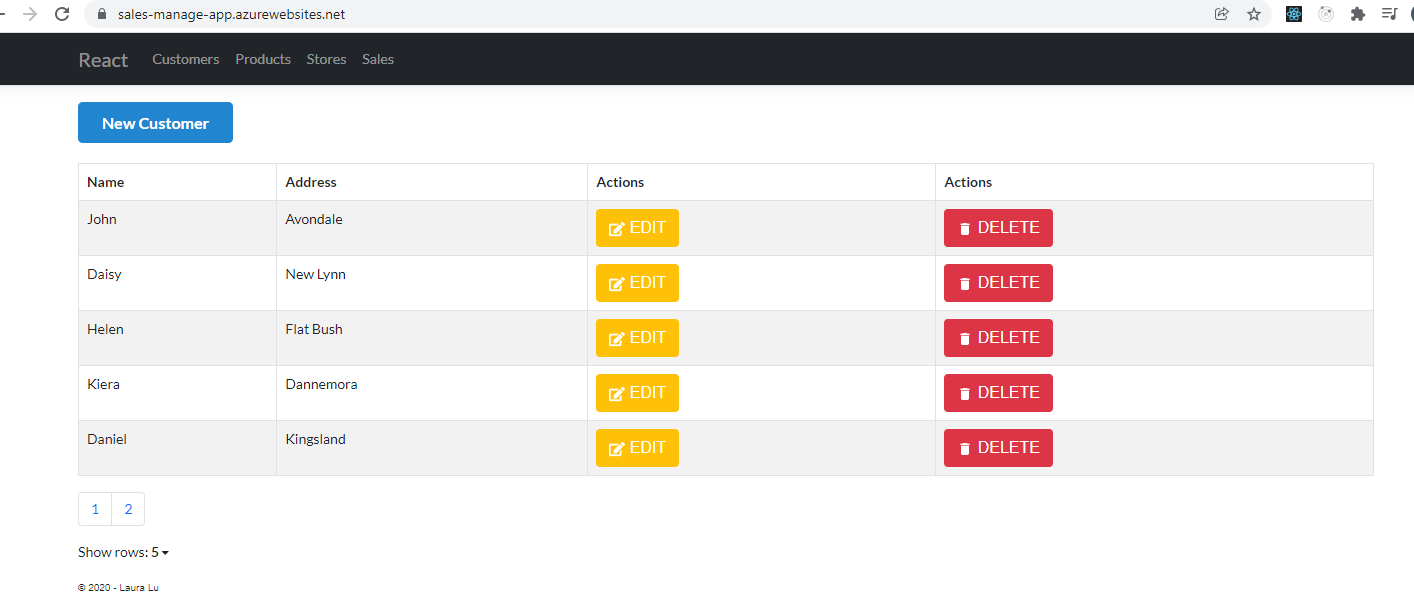 sales-manage-app.azurewebsites.net
React Customers Products Stores Sales
New Customer
Name Address Actions Actions
John Avondale EDIT DELETE
Daisy New Lynn EDIT DELETE
Helen Flat Bush EDIT DELETE
Kiera Dannemora EDIT DELETE
Daniel Kingsland EDIT DELETE
1 2
Show rows: 5
© 2020 - Laura Lu